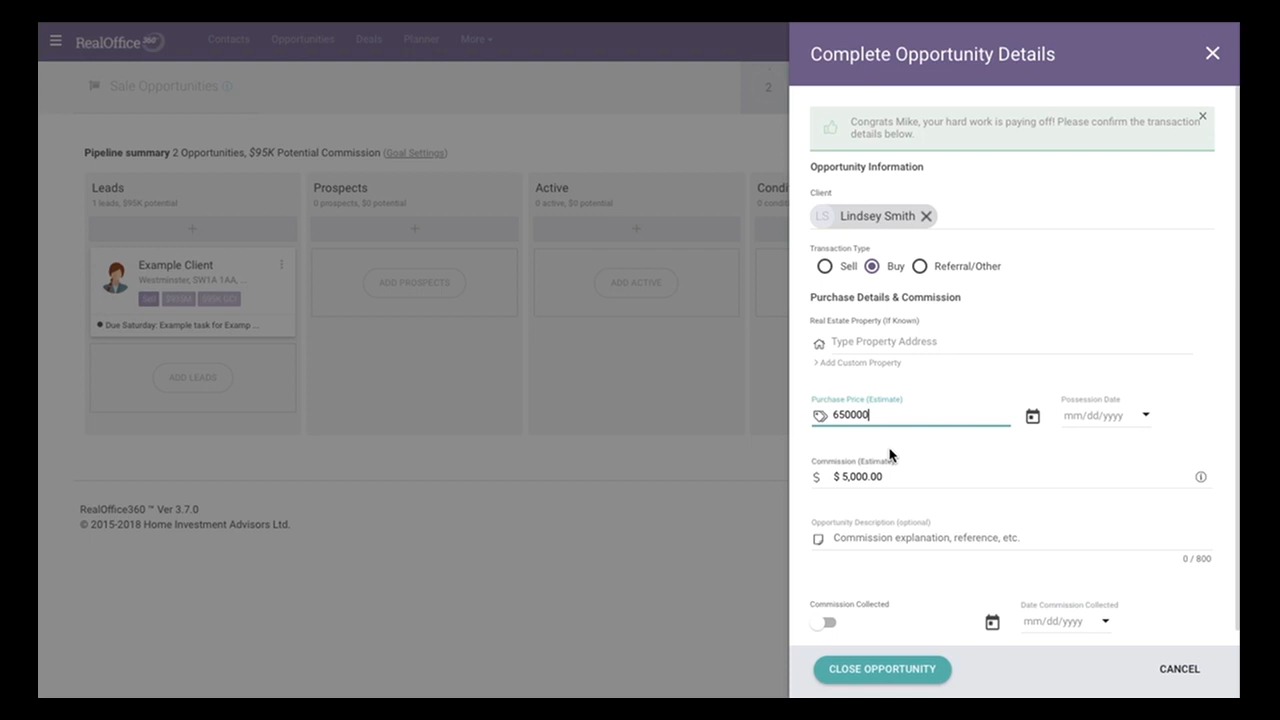 RealOffice 360
Contacts
Opportunities
Deals
Planner
More
Sale Opportunities
2
Pipeline summary 2 Opportunities, $95K Potential Commission (Goal Settings)
Leads
1 leads, $95K potential
Prospects
0 prospects, $0 potential
Active
0 active, $0 potential
Condi
0 conditi
+
+
+
Example Client
Westminster, SW1A 1AA, ...
Sell
Due Saturday: Example task for Examp ...
ADD LEADS
ADD PROSPECTS
ADD ACTIVE
RealOffice360 ™ Ver 3.7.0
© 2015-2018 Home Investment Advisors Ltd.
Complete Opportunity Details
Congrats Mike, your hard work is paying off! Please confirm the transaction
details below.
Opportunity Information
Client
LS Lindsey Smith
Transaction Type
Sell Buy Referral/Other
Purchase Details & Commission
Real Estate Property (If Known)
Type Property Address
> Add Custom Property
Purchase Price (Estimate)
650000
Possession Date
mm/dd/yyyy
Commission (Estimate)
$ $ 5,000.00
Opportunity Description (optional)
Commission explanation, reference, etc.
0 / 800
Commission Collected
Date Commission Collected
mm/dd/yyyy
CLOSE OPPORTUNITY
CANCEL